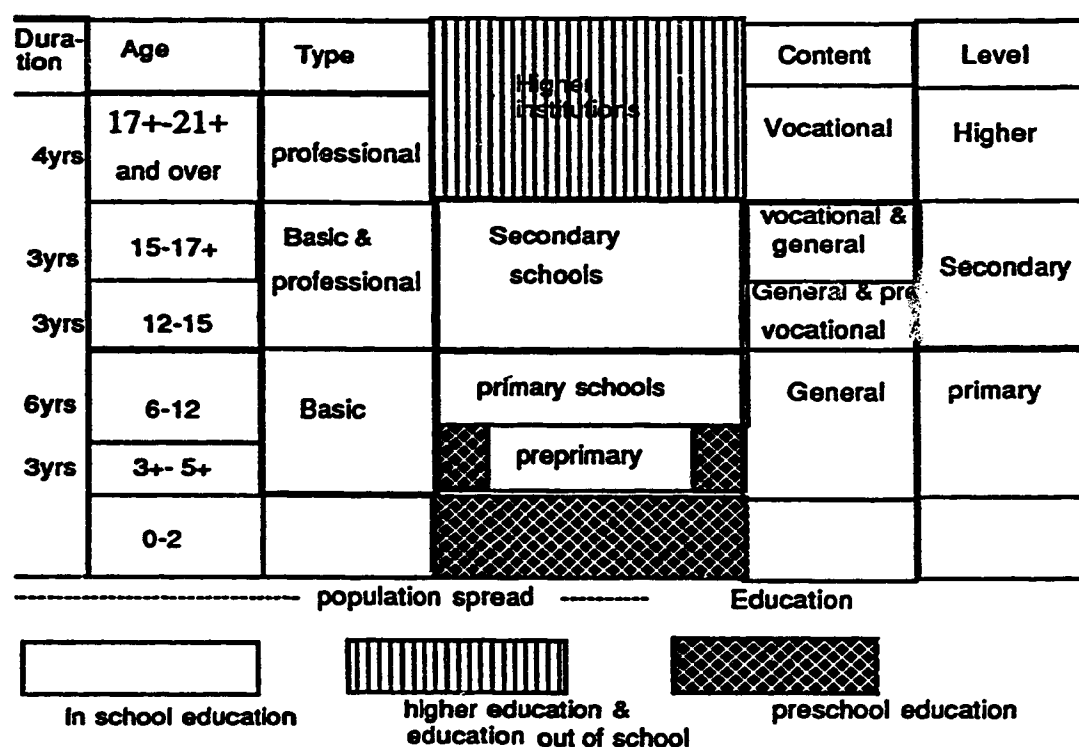 Dura-
tion
Age
Type
Higher
institutions
Content
Level
4yrs
17+-21+
and over
professional
Vocational
Higher
3yrs
15-17+
Basic &
professional
Secondary
schools
vocational &
general
Secondary
3yrs
12-15
General & pre
vocational
6yrs
6-12
Basic
primary schools
General
primary
3yrs
3+- 5+
preprimary
0-2
population spread
Education
in school education
higher education &
education out of school
preschool education